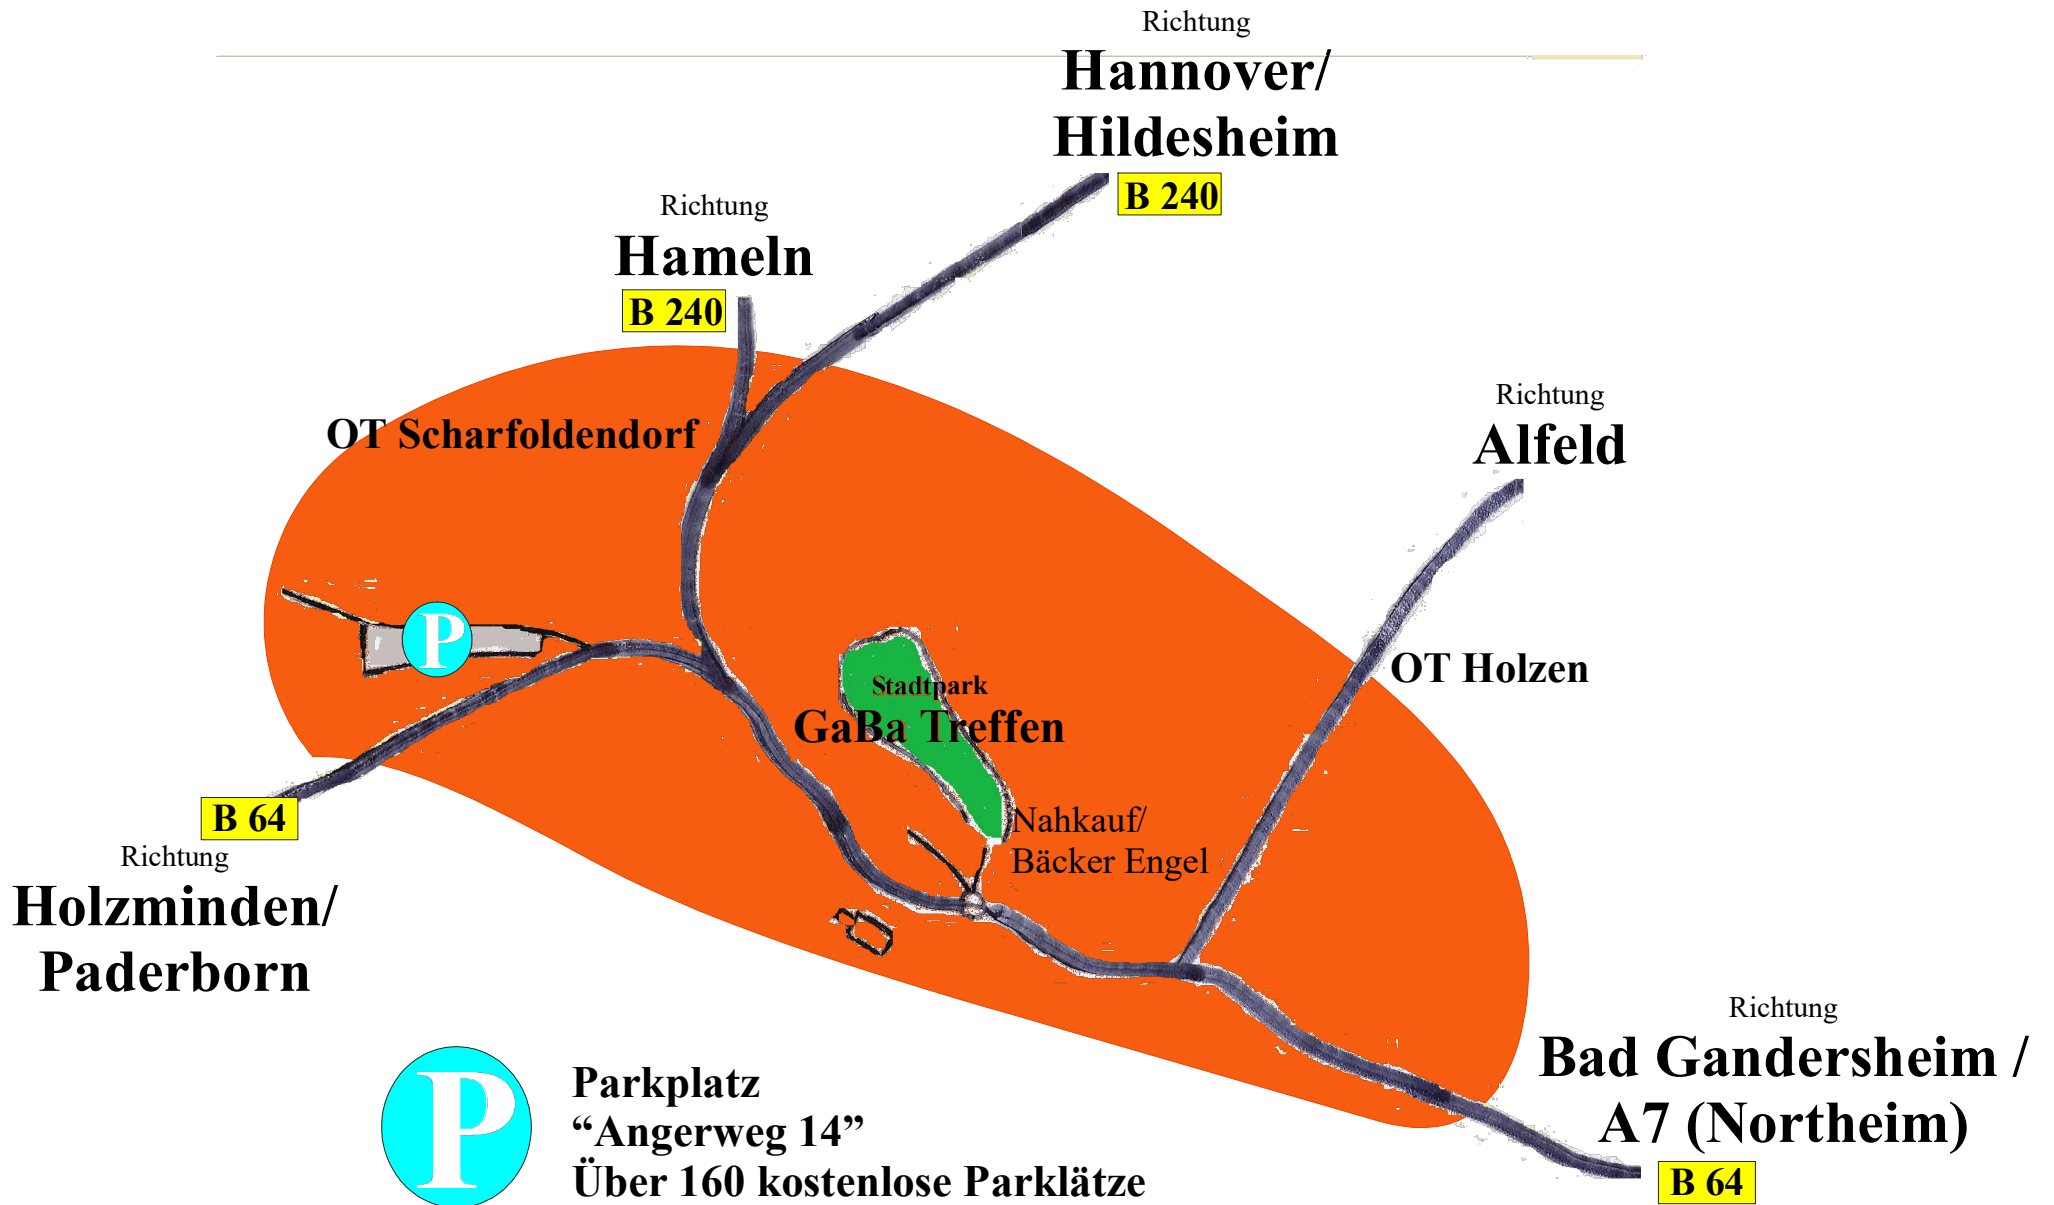 Richtung
Hannover/
Hildesheim
B 240
Richtung
Hameln
B 240
Richtung
Alfeld
OT Scharfoldendorf
P
OT Holzen
Stadtpark
GaBa Treffen
Nahkauf/
Bäcker Engel
B 64
Richtung
Holzminden/
Paderborn
Richtung
Bad Gandersheim /
A7 (Northeim)
B 64
P
Parkplatz
“Angerweg 14”
Über 160 kostenlose Parklätze